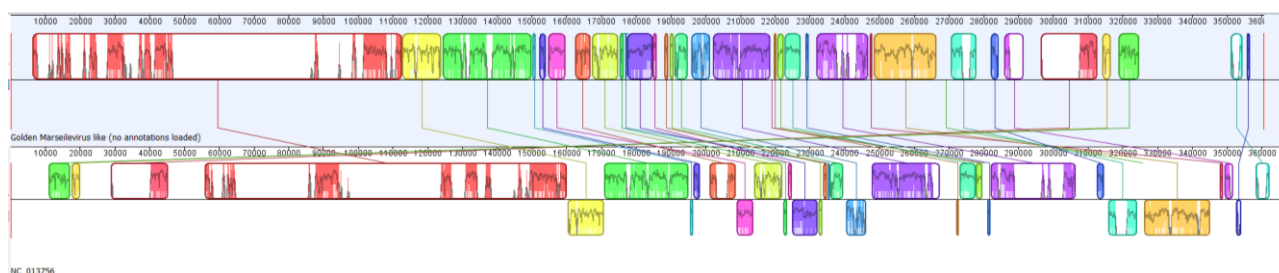 10000 20000 30000 40000 50000 60000 70000 80000 90000 100000 110000 120000 130000 140000 150000 160000 170000 180000 190000 200000 210000 220000 230000 240000 250000 260000 270000 280000 290000 300000 310000 320000 330000 340000 350000 3601
Golden Marseilevirus like (no annotations loaded)
10000 20000 30000 40000 50000 60000 70000 80000 90000 100000 110000 120000 130000 140000 150000 160000 170000 180000 190000 200000 210000 220000 230000 240000 250000 260000 270000 280000 290000 300000 310000 320000 330000 340000 350000 360000
NC_013756